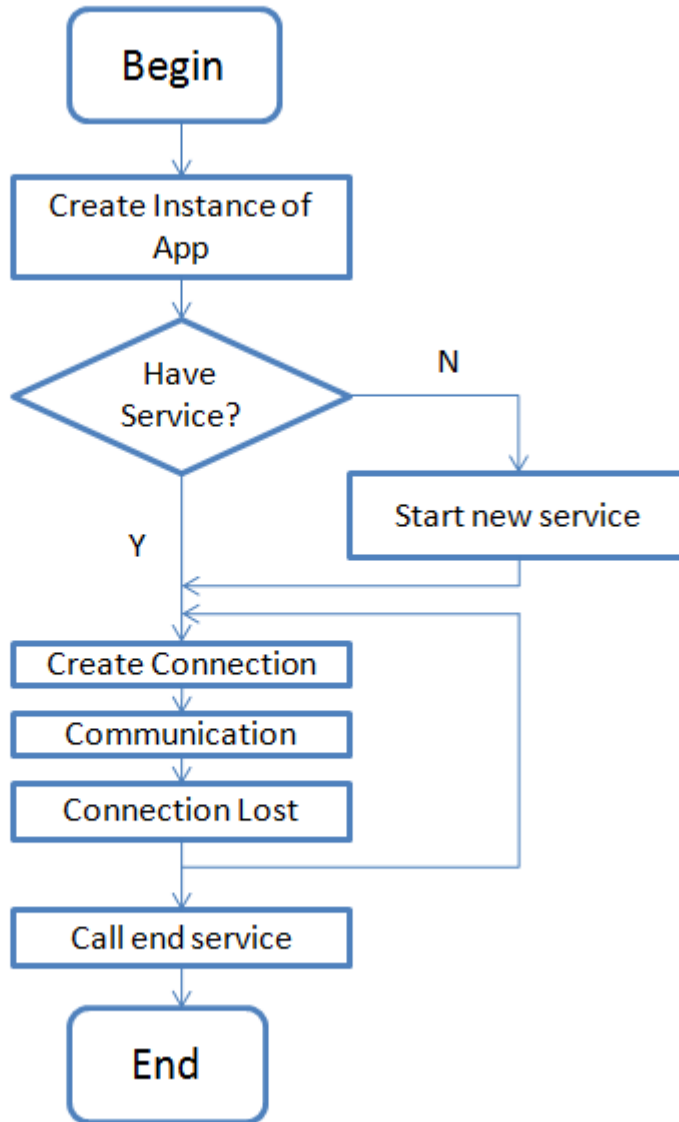 Begin
Create Instance of
App
Have
Service?
N
Start new service
Y
Create Connection
Communication
Connection Lost
Call end service
End